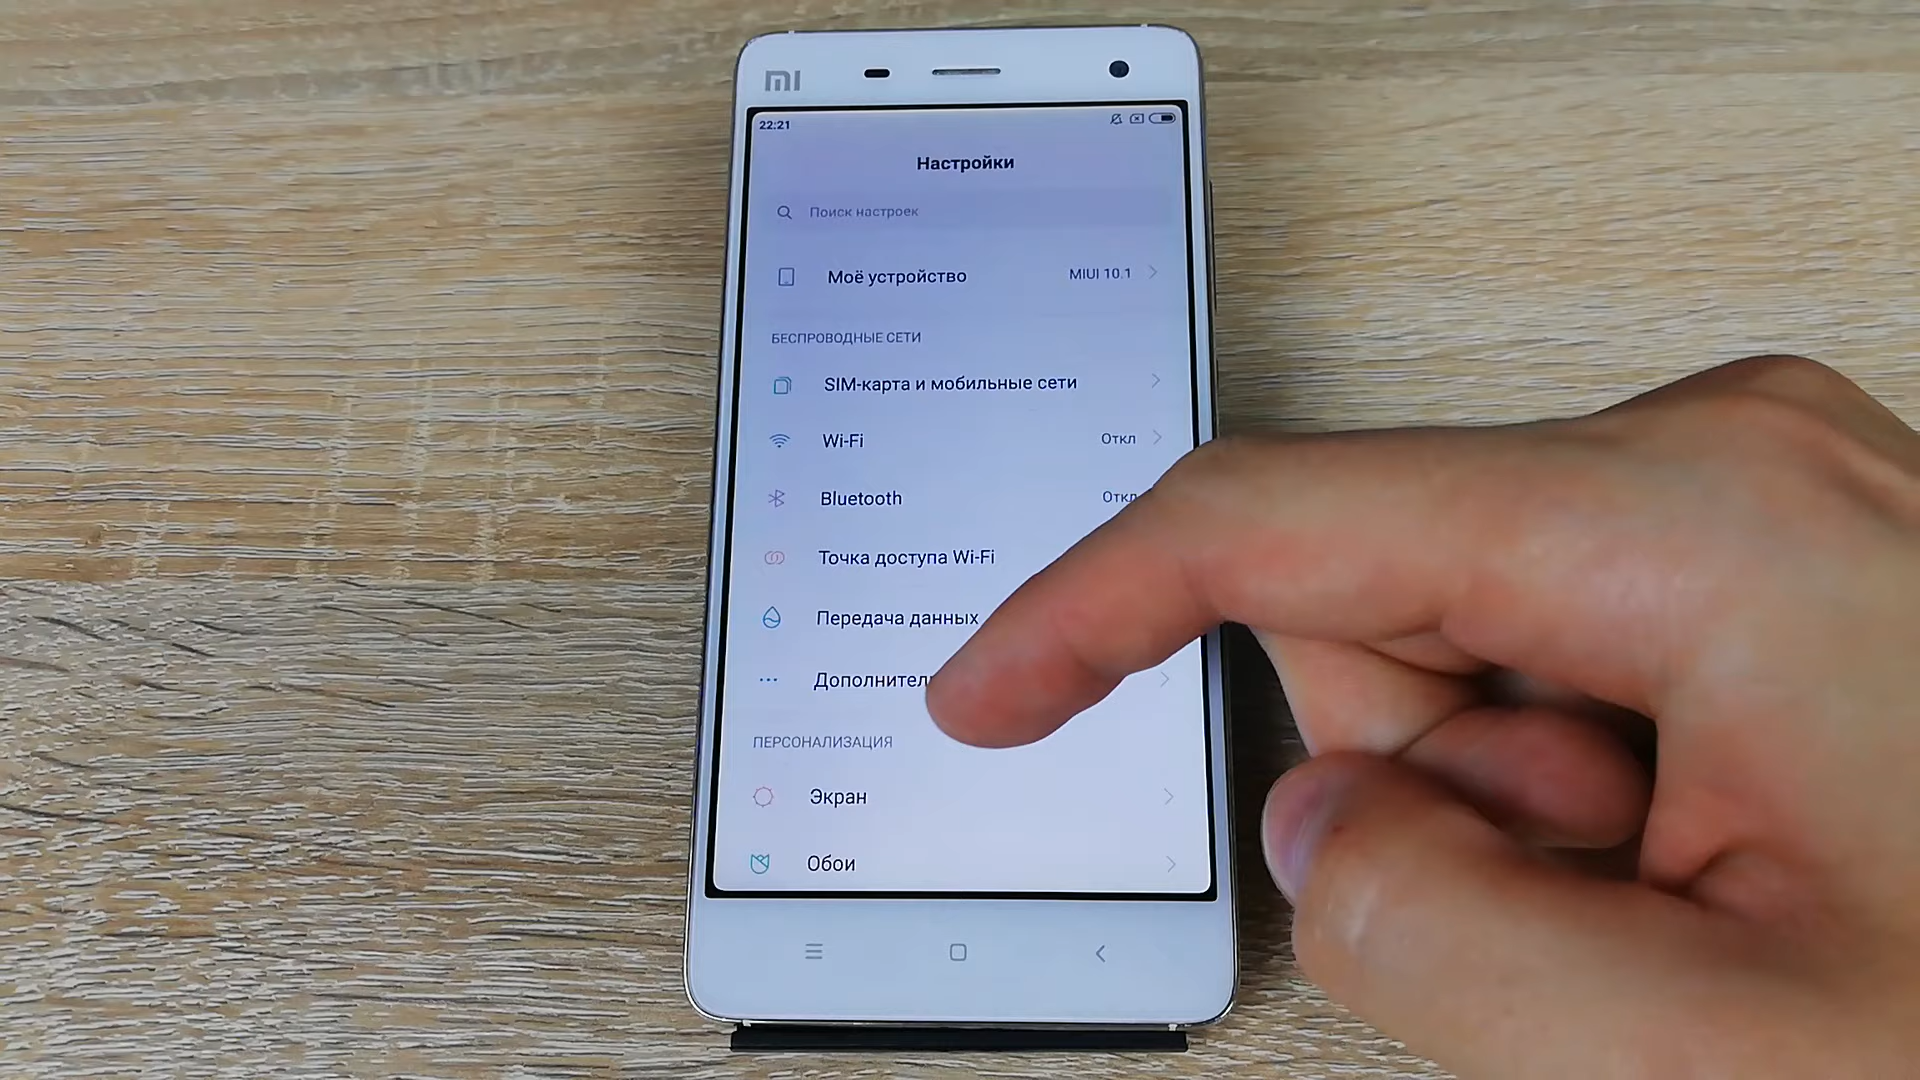 MI
22:21
Настройки
Поиск настроек
Моё устройство MIUI 10.1
БЕСПРОВОДНЫЕ СЕТИ
SIM-карта и мобильные сети
Wi-Fi Откл
Bluetooth Откл
Точка доступа Wi-Fi
Передача данных
ПЕРСОНАЛИЗАЦИЯ
Экран
Обои